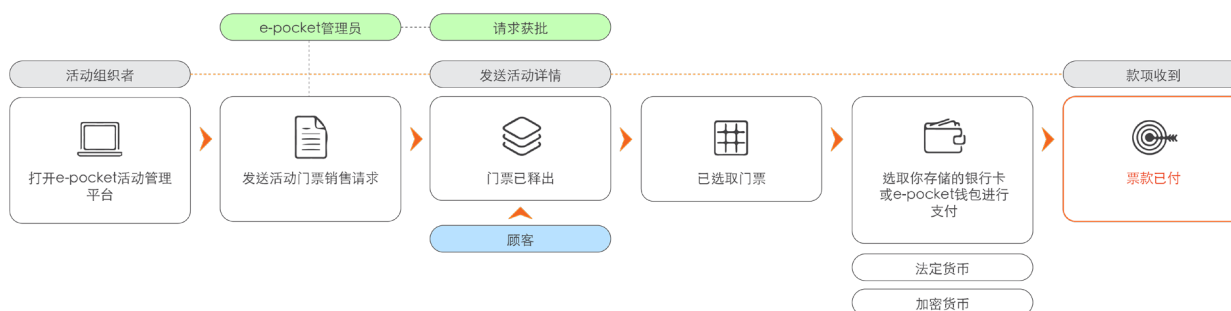 e-pocket管理员
请求获批
活动组织者
发送活动详情
款项收到
打开e-pocket活动管理
平台
发送活动门票销售请求
门票已释出
已选取门票
选取你存储的银行卡
或e-pocket钱包进行
支付
票款已付
顾客
法定货币
加密货币